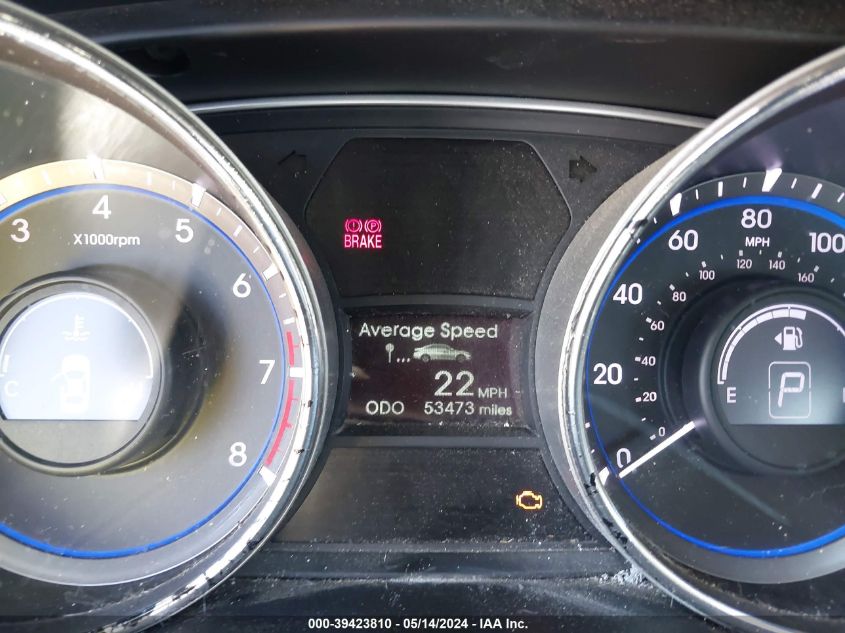 3 4 5 6 7 8
X1000rpm
C
BRAKE
Average Speed
22 MPH
ODO 53473 miles
0 20 40 60 80 100
MPH
0 20 40 60 80 100 120 140 160
E
P
000-39423810 - 05/14/2024 - IAA Inc.